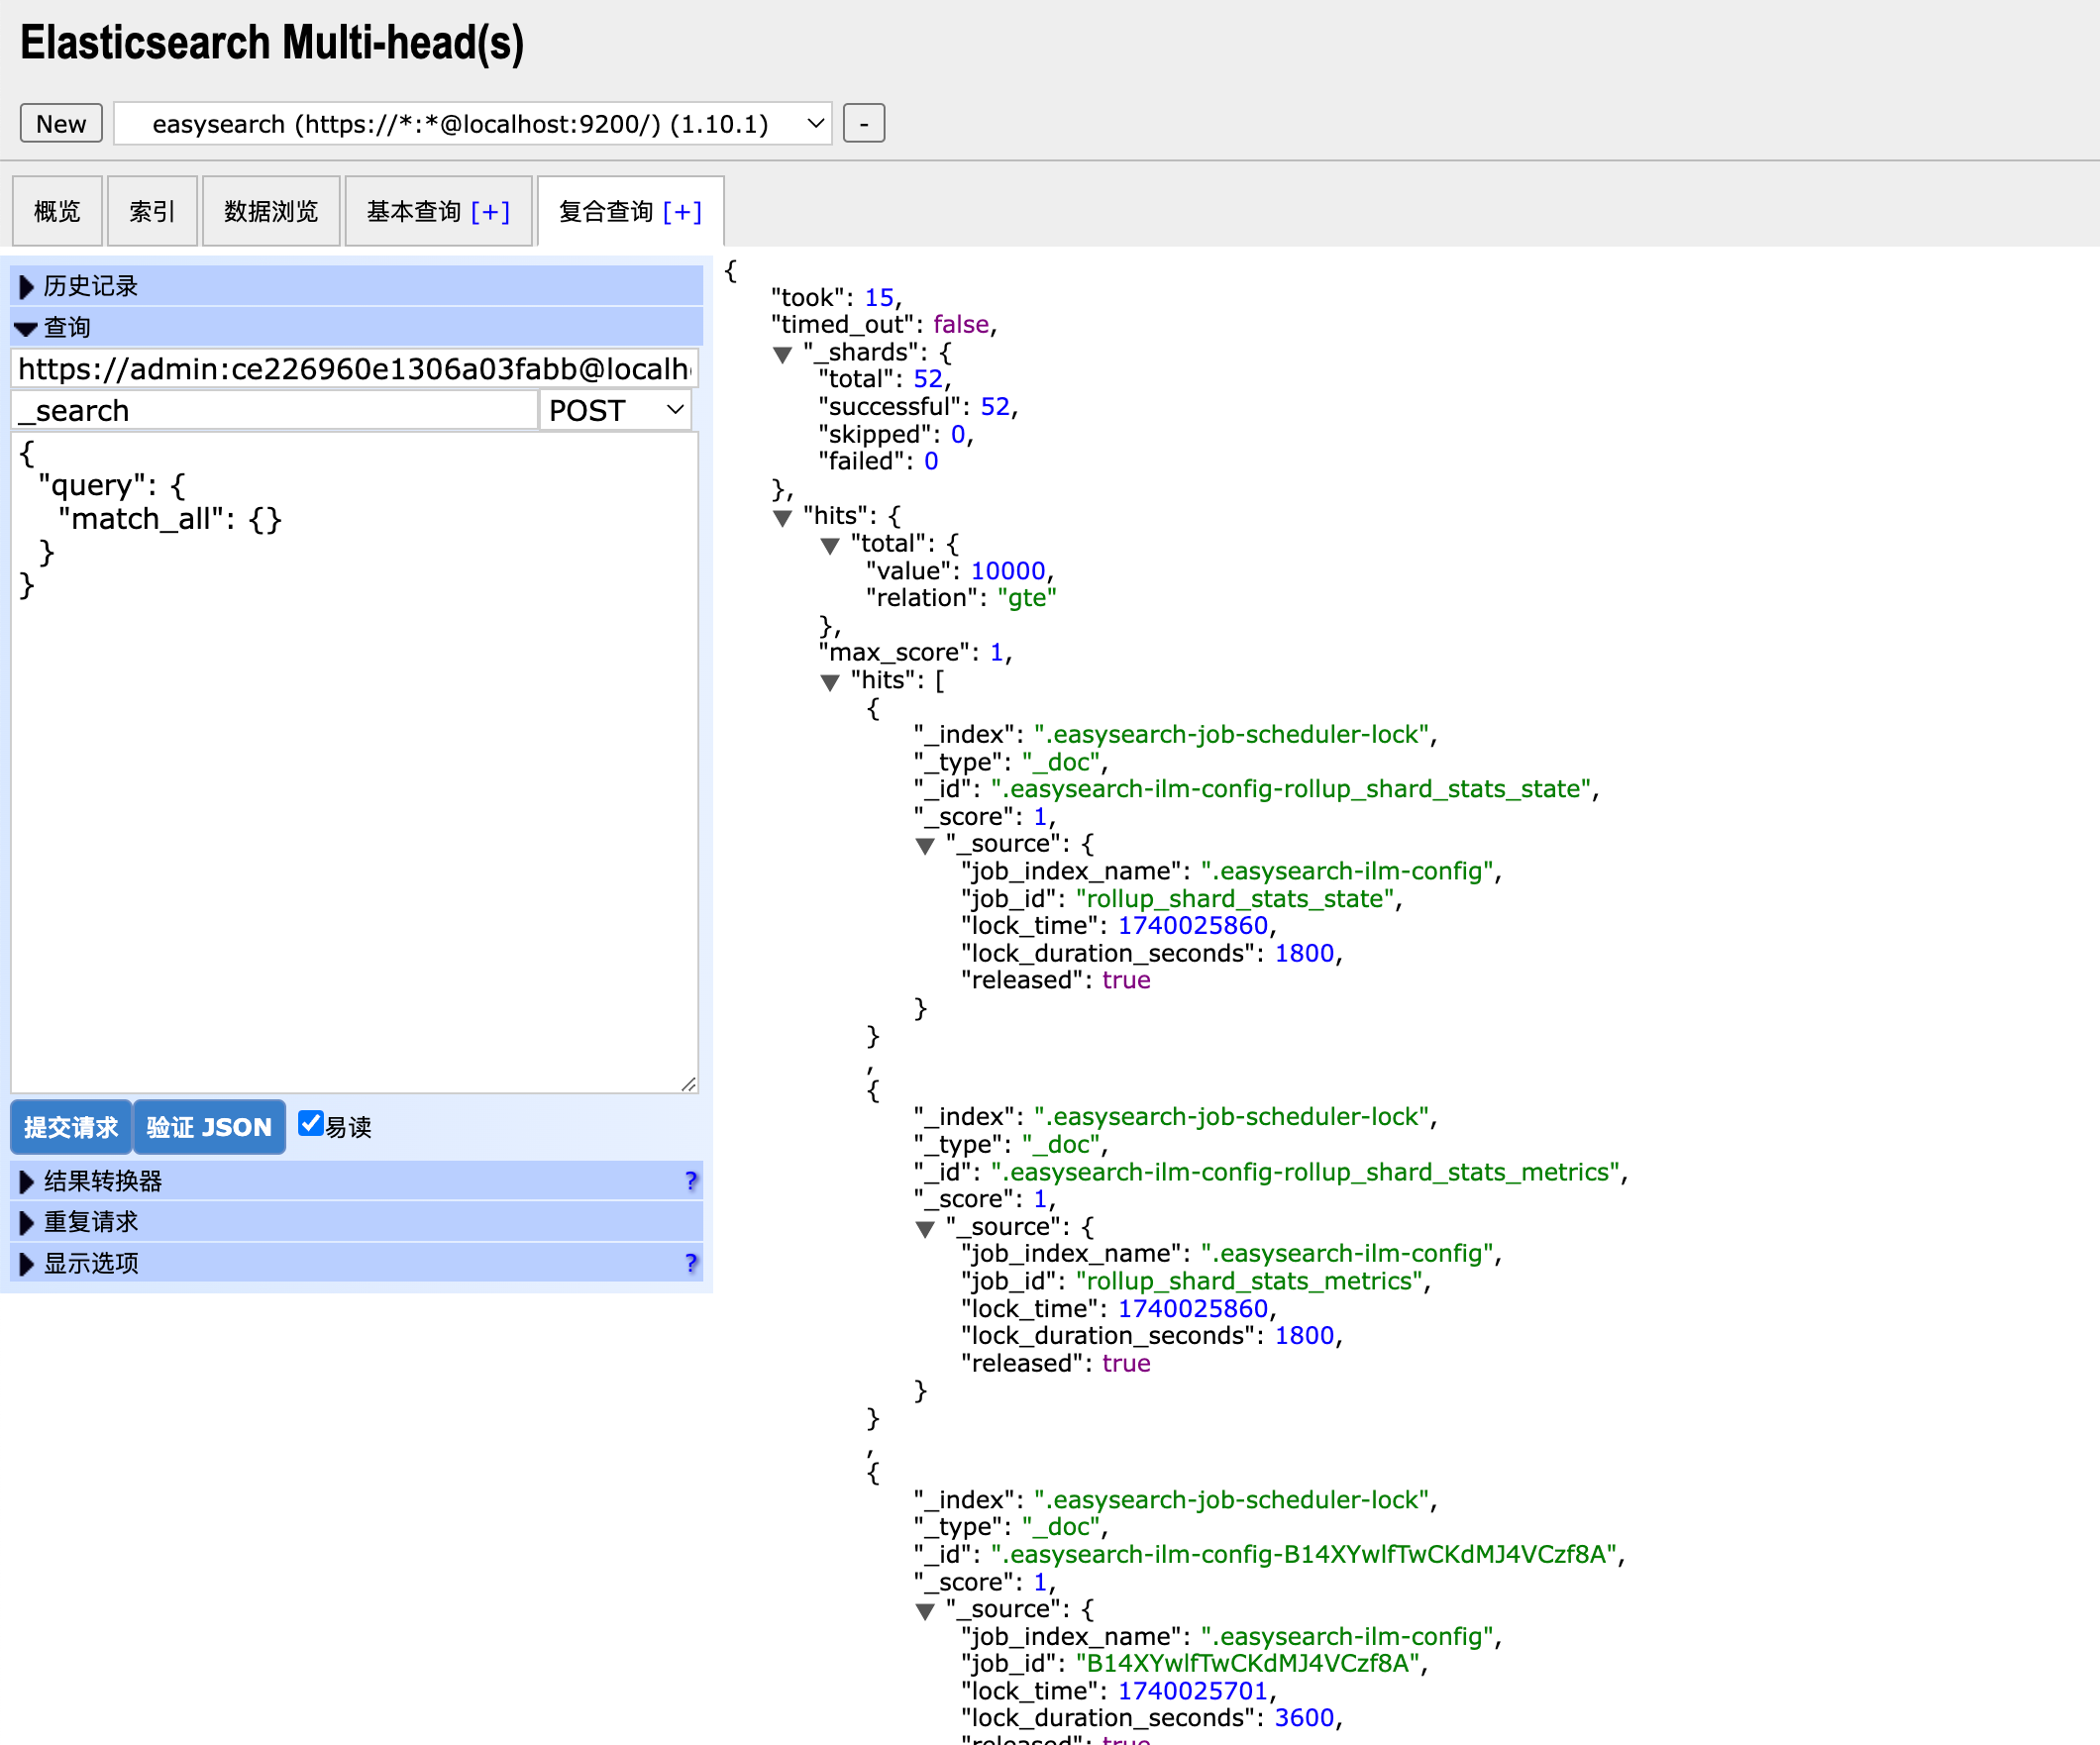 Elasticsearch Multi-head(s)
New
easysearch (https://*:*@localhost:9200/) (1.10.1)
-
概览
索引
数据浏览
基本查询 [+]
复合查询 [+]
历史记录
查询
https://admin:ce226960e1306a03fabb@localh
_search
POST
{
"query": {
"match_all": {}
}
}
提交请求
验证 JSON
易读
结果转换器 ?
重复请求
显示选项 ?
{
"took": 15,
"timed_out": false,
"_shards": {
"total": 52,
"successful": 52,
"skipped": 0,
"failed": 0
},
"hits": {
"total": {
"value": 10000,
"relation": "gte"
},
"max_score": 1,
"hits": [
{
"_index": ".easysearch-job-scheduler-lock",
"_type": "_doc",
"_id": ".easysearch-ilm-config-rollup_shard_stats_state",
"_score": 1,
"_source": {
"job_index_name": ".easysearch-ilm-config",
"job_id": "rollup_shard_stats_state",
"lock_time": 1740025860,
"lock_duration_seconds": 1800,
"released": true
}
}
,
{
"_index": ".easysearch-job-scheduler-lock",
"_type": "_doc",
"_id": ".easysearch-ilm-config-rollup_shard_stats_metrics",
"_score": 1,
"_source": {
"job_index_name": ".easysearch-ilm-config",
"job_id": "rollup_shard_stats_metrics",
"lock_time": 1740025860,
"lock_duration_seconds": 1800,
"released": true
}
}
,
{
"_index": ".easysearch-job-scheduler-lock",
"_type": "_doc",
"_id": ".easysearch-ilm-config-B14XYwlfTwCKdMJ4VCzf8A",
"_score": 1,
"_source": {
"job_index_name": ".easysearch-ilm-config",
"job_id": "B14XYwlfTwCKdMJ4VCzf8A",
"lock_time": 1740025701,
"lock_duration_seconds": 3600,
"released": true